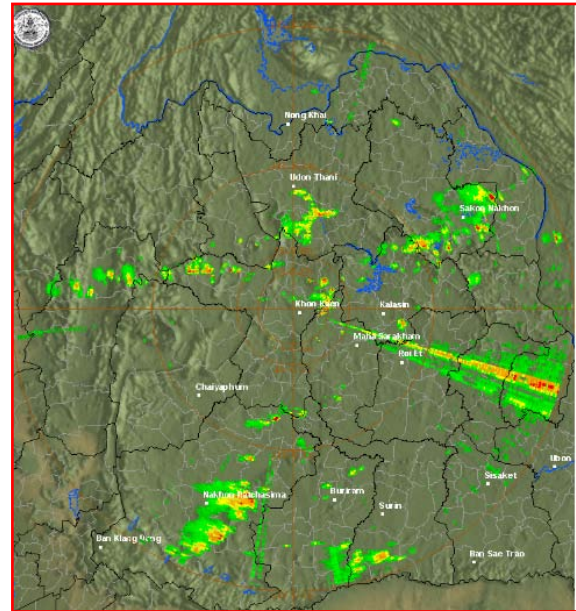 Nong Khai
Udon Thani
Sakon Nakhon
Khon Kaen
Kalasin
Maha Sarakham
Roi Et
Chaiyaphum
Ubon
Sisaket
Nakhon Ratchasima
Buriram
Surin
Ban Klang Dong
Ban Sae Trao